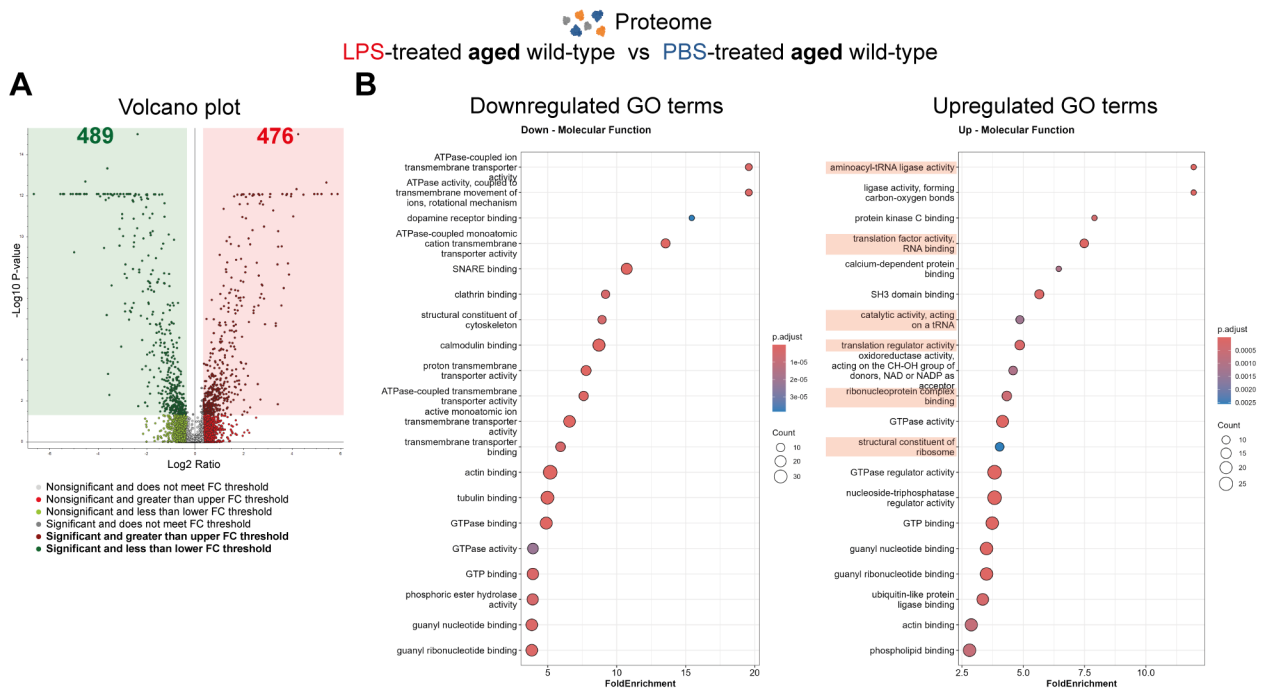 Proteome
LPS-treated aged wild-type vs PBS-treated aged wild-type
A
Volcano plot
489
476
14
12
10
4
2
0
-Log10 P-value
-6
-4
-2
0
2
4
6
Log2 Ratio
Nonsignificant and does not meet FC threshold
Nonsignificant and greater than upper FC threshold
Nonsignificant and less than lower FC threshold
Significant and does not meet FC threshold
Significant and greater than upper FC threshold
Significant and less than lower FC threshold
B
Downregulated GO terms
Down - Molecular Function
ATPase-coupled ion
transmembrane transporter
activity
ATPase activity, coupled to
transmembrane movement of
ions, rotational mechanism
dopamine receptor binding
ATPase-coupled monoatomic
cation transmembrane
transporter activity
SNARE binding
clathrin binding
structural constituent of
cytoskeleton
calmodulin binding
proton transmembrane
transporter activity
ATPase-coupled transmembrane
transporter activity
active monoatomic ion
transmembrane transporter
activity
transmembrane transporter
binding
actin binding
tubulin binding
GTPase binding
GTPase activity
GTP binding
phosphoric ester hydrolase
activity
guanyl nucleotide binding
guanyl ribonucleotide binding
5
10
15
20
FoldEnrichment
p.adjust
1e-05
2e-05
3e-05
Count
10
20
30
Upregulated GO terms
Up - Molecular Function
aminoacyl-tRNA ligase activity
ligase activity, forming
carbon-oxygen bonds
protein kinase C binding
translation factor activity,
RNA binding
calcium-dependent protein
binding
SH3 domain binding
catalytic activity, acting
on a tRNA
translation regulator activity
oxidoreductase activity,
acting on the CH-OH group of
donors, NAD or NADP as
acceptor
ribonucleoprotein complex
binding
GTPase activity
structural constituent of
ribosome
GTPase regulator activity
nucleoside-triphosphatase
regulator activity
GTP binding
guanyl nucleotide binding
guanyl ribonucleotide binding
ubiquitin-like protein
ligase binding
actin binding
phospholipid binding
2.5
5.0
7.5
10.0
FoldEnrichment
p.adjust
0.0005
0.0010
0.0015
0.0020
0.0025
Count
10
15
20
25